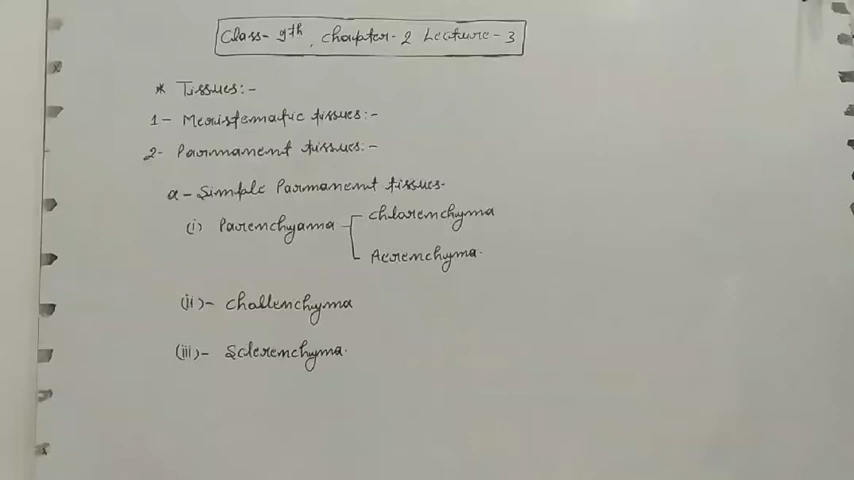 Class- 9th, Chapter- 2 Lecture - 3
* Tissues:-
1- Meristematic tissues:-
2- Parmanent tissues:-
a- Simple Parmanent tissues-
(i) Parenchyama
Chlorenchyma
Aerenchyma.
(ii)- Challenchyma
(iii)- Sclerenchyma.